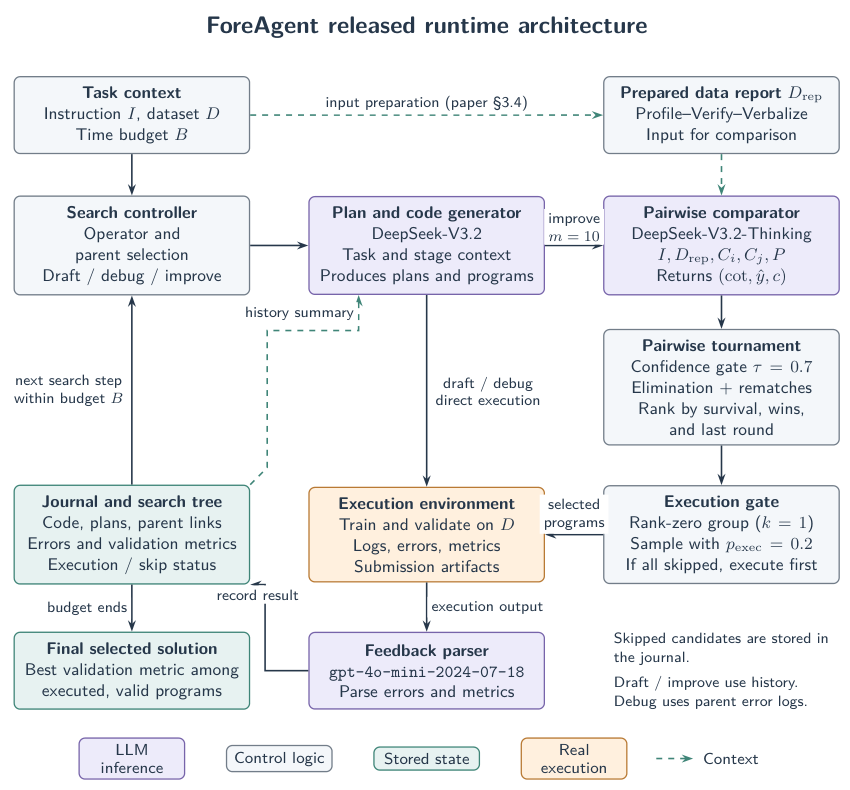 ForeAgent released runtime architecture
Task context
Instruction I, dataset D
Time budget B
input preparation (paper §3.4)
Prepared data report D_rep
Profile–Verify–Verbalize
Input for comparison
Search controller
Operator and
parent selection
Draft / debug / improve
Plan and code generator
DeepSeek-V3.2
Task and stage context
Produces plans and programs
improve
m = 10
Pairwise comparator
DeepSeek-V3.2-Thinking
I, D_rep, C_i, C_j, P
Returns (cot, ŷ, c)
history summary
next search step
within budget B
draft / debug
direct execution
Pairwise tournament
Confidence gate τ = 0.7
Elimination + rematches
Rank by survival, wins,
and last round
Journal and search tree
Code, plans, parent links
Errors and validation metrics
Execution / skip status
Execution environment
Train and validate on D
Logs, errors, metrics
Submission artifacts
selected
programs
Execution gate
Rank-zero group (k = 1)
Sample with p_exec = 0.2
If all skipped, execute first
budget ends
record result
execution output
Final selected solution
Best validation metric among
executed, valid programs
Feedback parser
gpt-4o-mini-2024-07-18
Parse errors and metrics
Skipped candidates are stored in
the journal.
Draft / improve use history.
Debug uses parent error logs.
LLM
inference
Control logic
Stored state
Real
execution
Context